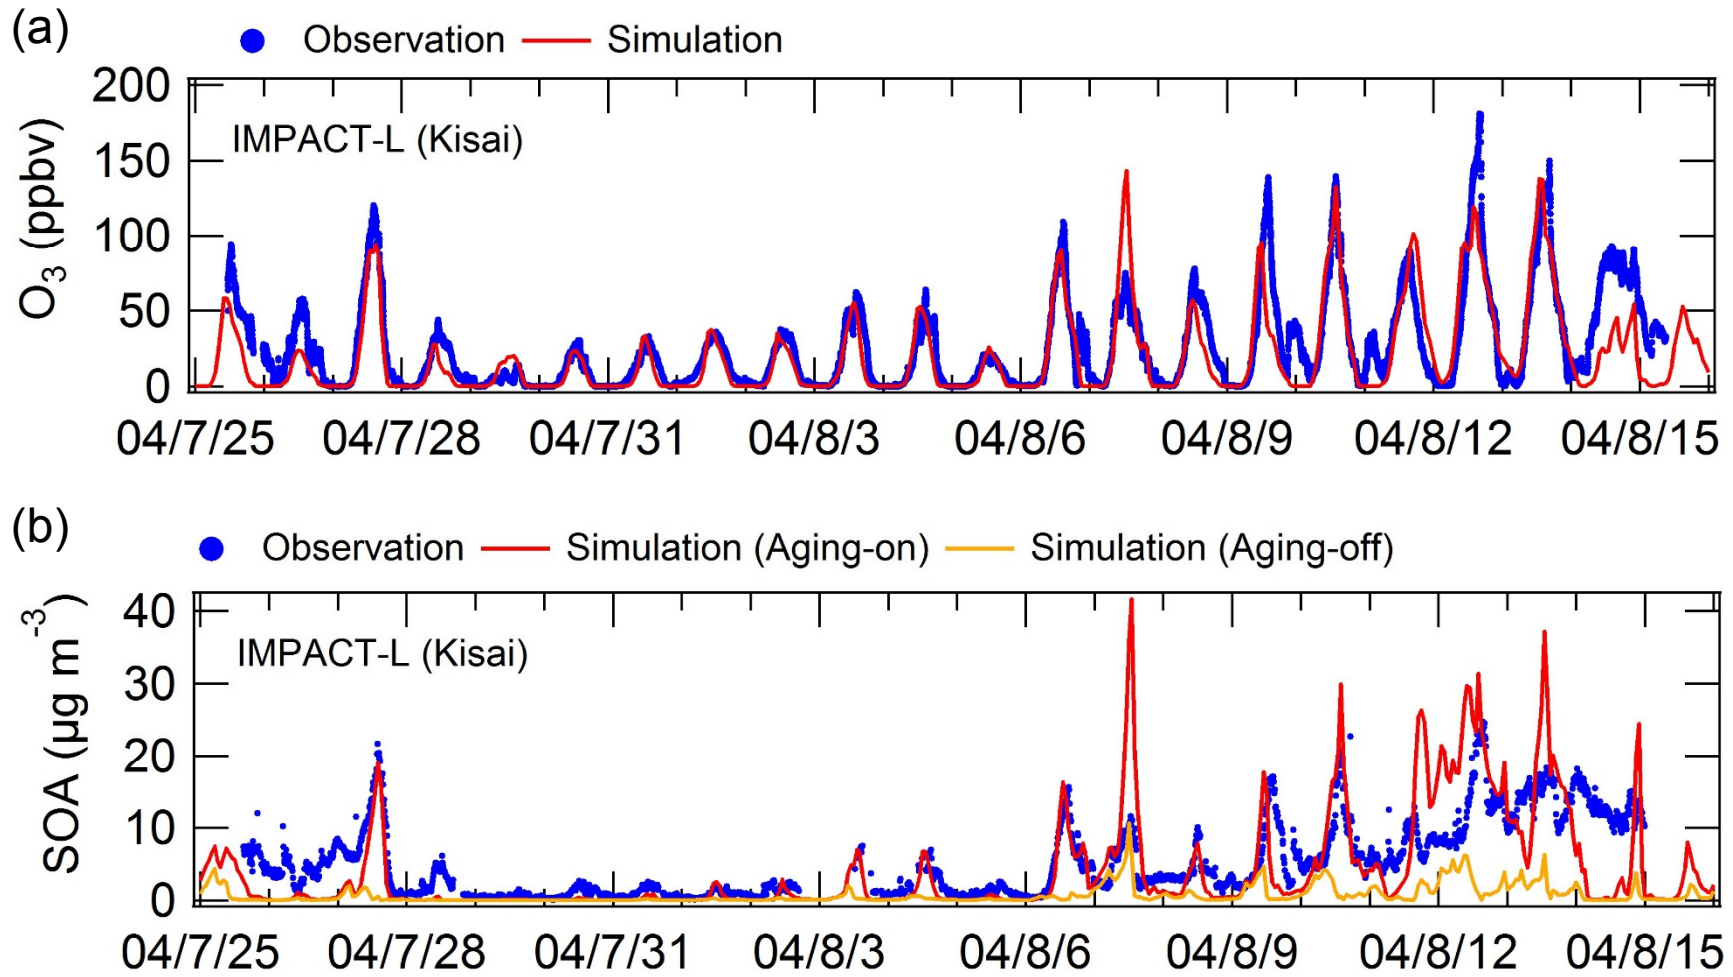 (a)
Observation Simulation
IMPACT-L (Kisai)
O3 (ppbv)
200
150
100
50
0
04/7/25 04/7/28 04/7/31 04/8/3 04/8/6 04/8/9 04/8/12 04/8/15
(b)
Observation Simulation (Aging-on) Simulation (Aging-off)
IMPACT-L (Kisai)
SOA (µg m-3)
40
30
20
10
0
04/7/25 04/7/28 04/7/31 04/8/3 04/8/6 04/8/9 04/8/12 04/8/15